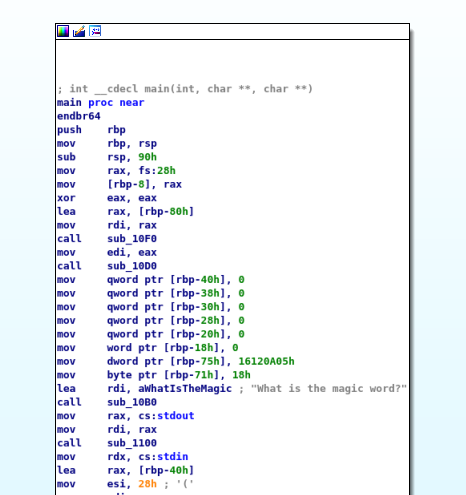 ; int __cdecl main(int, char **, char **)
main proc near
endbr64
push rbp
mov rbp, rsp
sub rsp, 90h
mov rax, fs:28h
mov [rbp-8], rax
xor eax, eax
lea rax, [rbp-80h]
mov rdi, rax
call sub_10F0
mov edi, eax
call sub_10D0
mov qword ptr [rbp-40h], 0
mov qword ptr [rbp-38h], 0
mov qword ptr [rbp-30h], 0
mov qword ptr [rbp-28h], 0
mov qword ptr [rbp-20h], 0
mov word ptr [rbp-18h], 0
mov dword ptr [rbp-75h], 16120A05h
mov byte ptr [rbp-71h], 18h
lea rdi, aWhatIsTheMagic ; "What is the magic word?"
call sub_10B0
mov rax, cs:stdout
mov rdi, rax
call sub_1100
mov rdx, cs:stdin
lea rax, [rbp-40h]
mov esi, 28h ; '('